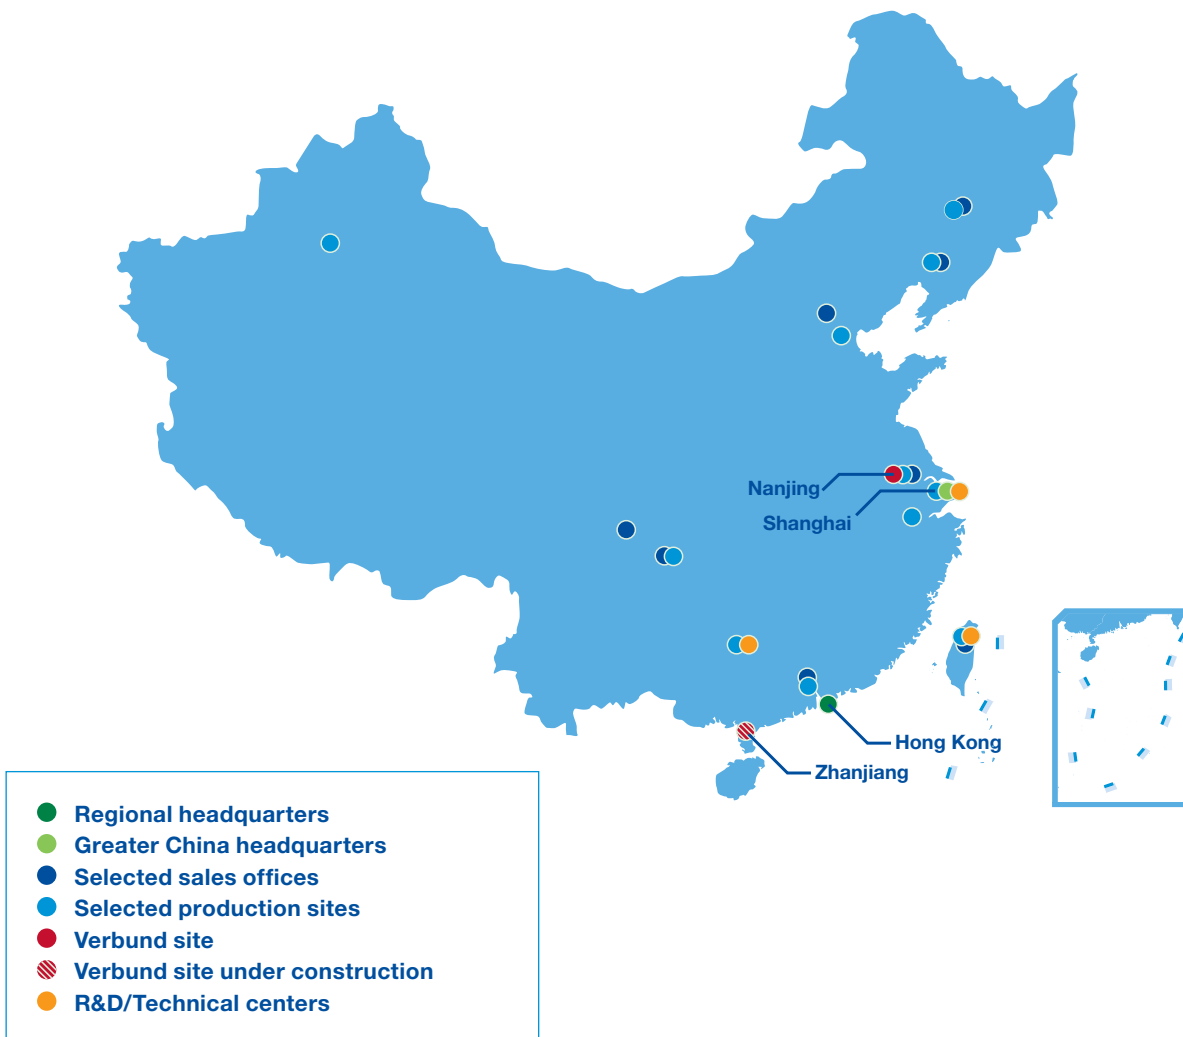 Nanjing
Shanghai
Hong Kong
Zhanjiang
Regional headquarters
Greater China headquarters
Selected sales offices
Selected production sites
Verbund site
Verbund site under construction
R&D/Technical centers